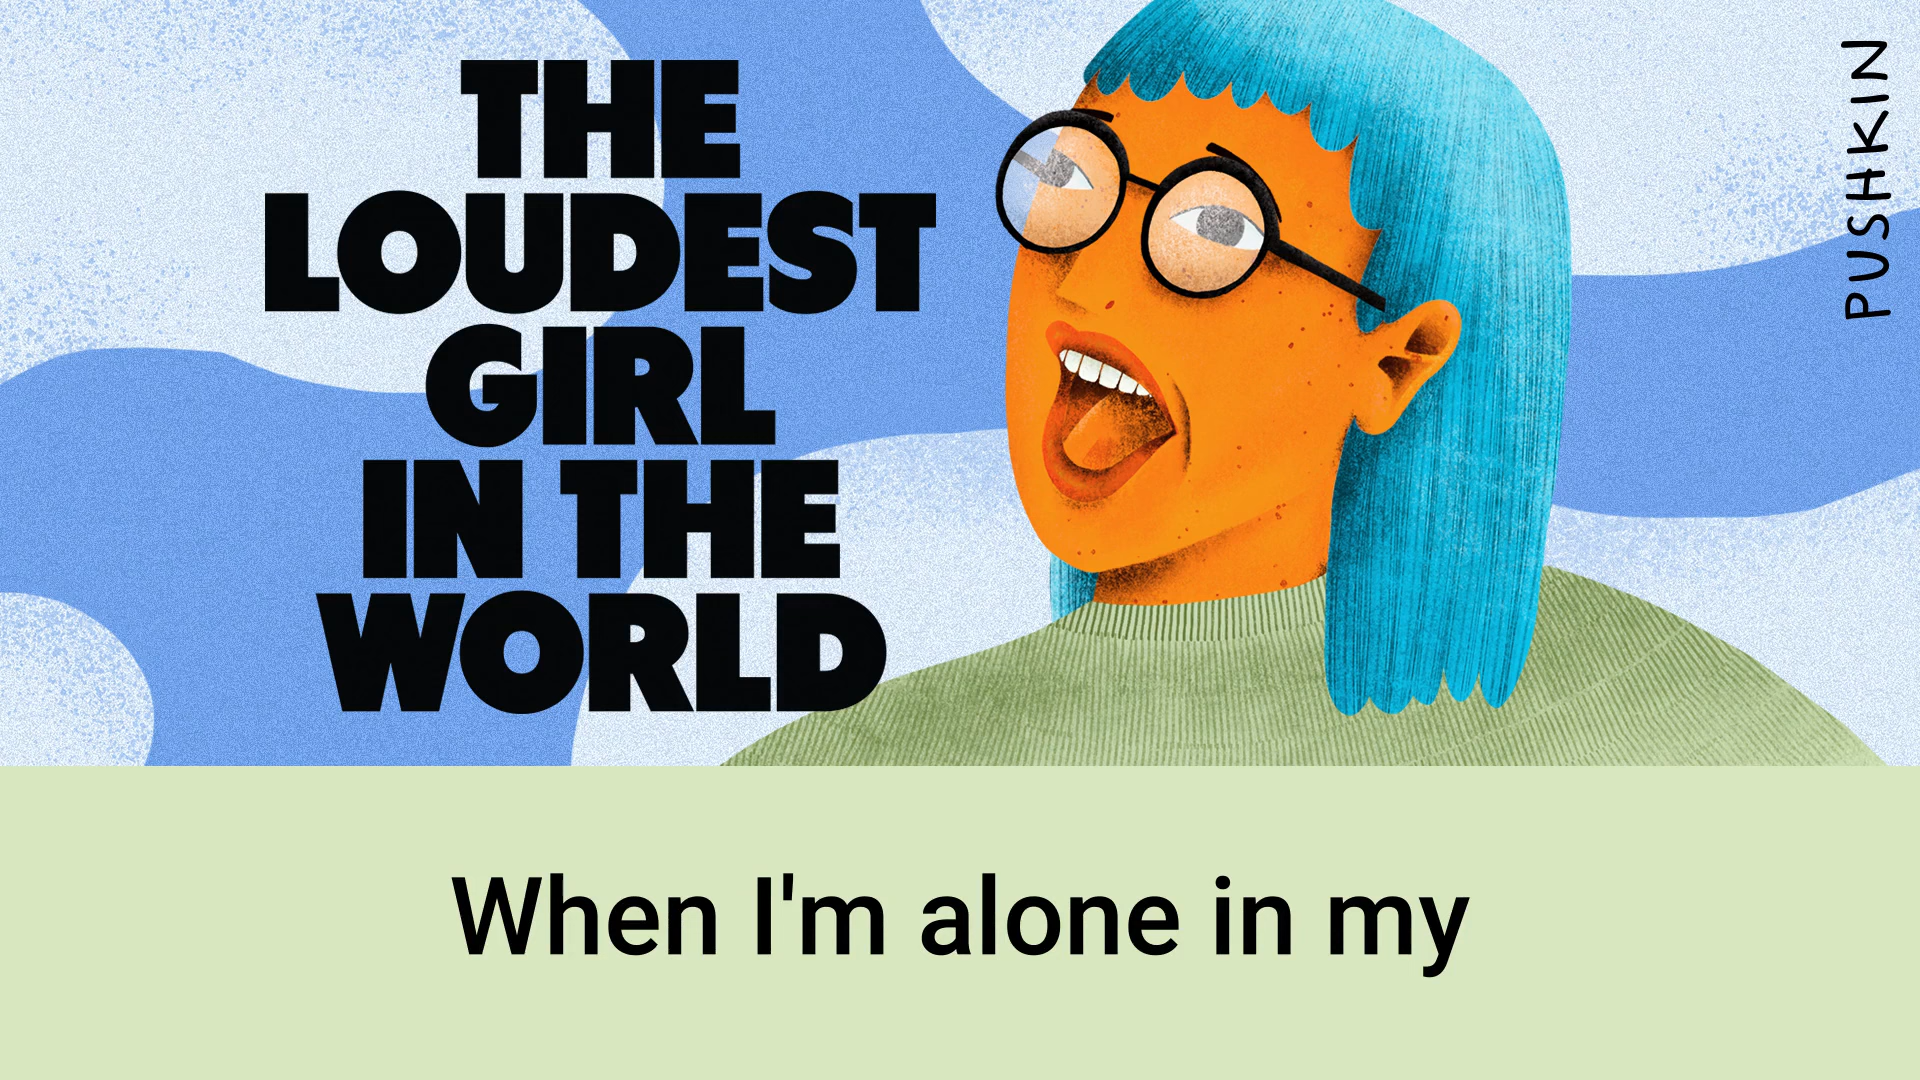 THE
LOUDEST
GIRL
IN THE
WORLD
PUSHKIN
When I'm alone in my